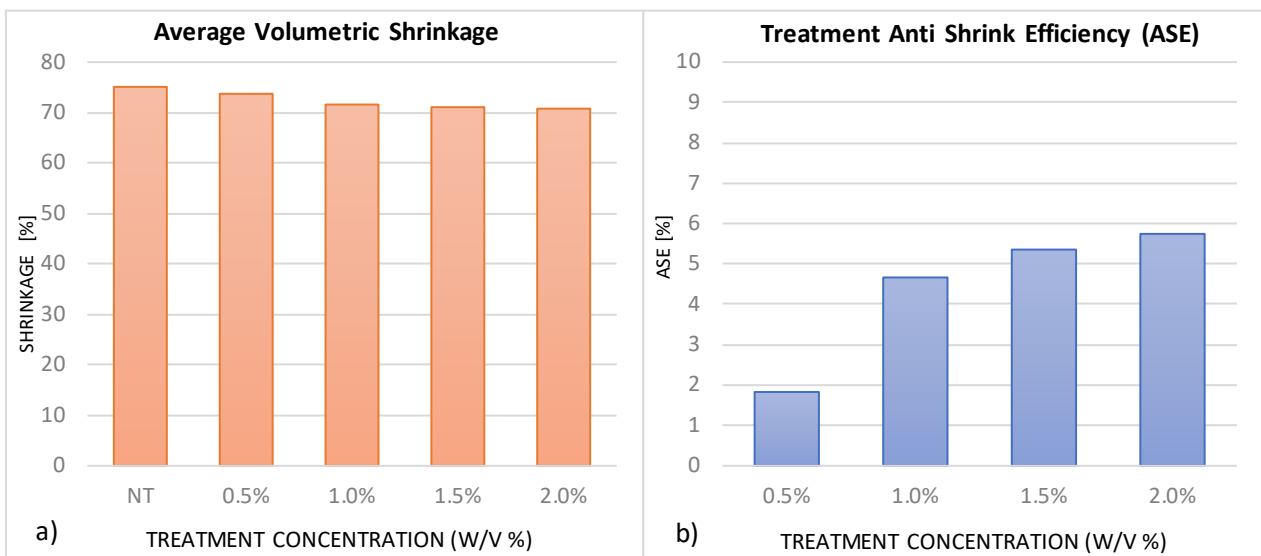 Average Volumetric Shrinkage
80
70
60
50
40
30
20
10
0
SHRINKAGE [%]
NT 0.5% 1.0% 1.5% 2.0%
a) TREATMENT CONCENTRATION (W/V %)
Treatment Anti Shrink Efficiency (ASE)
10
9
8
7
6
5
4
3
2
1
0
ASE [%]
0.5% 1.0% 1.5% 2.0%
b) TREATMENT CONCENTRATION (W/V %)